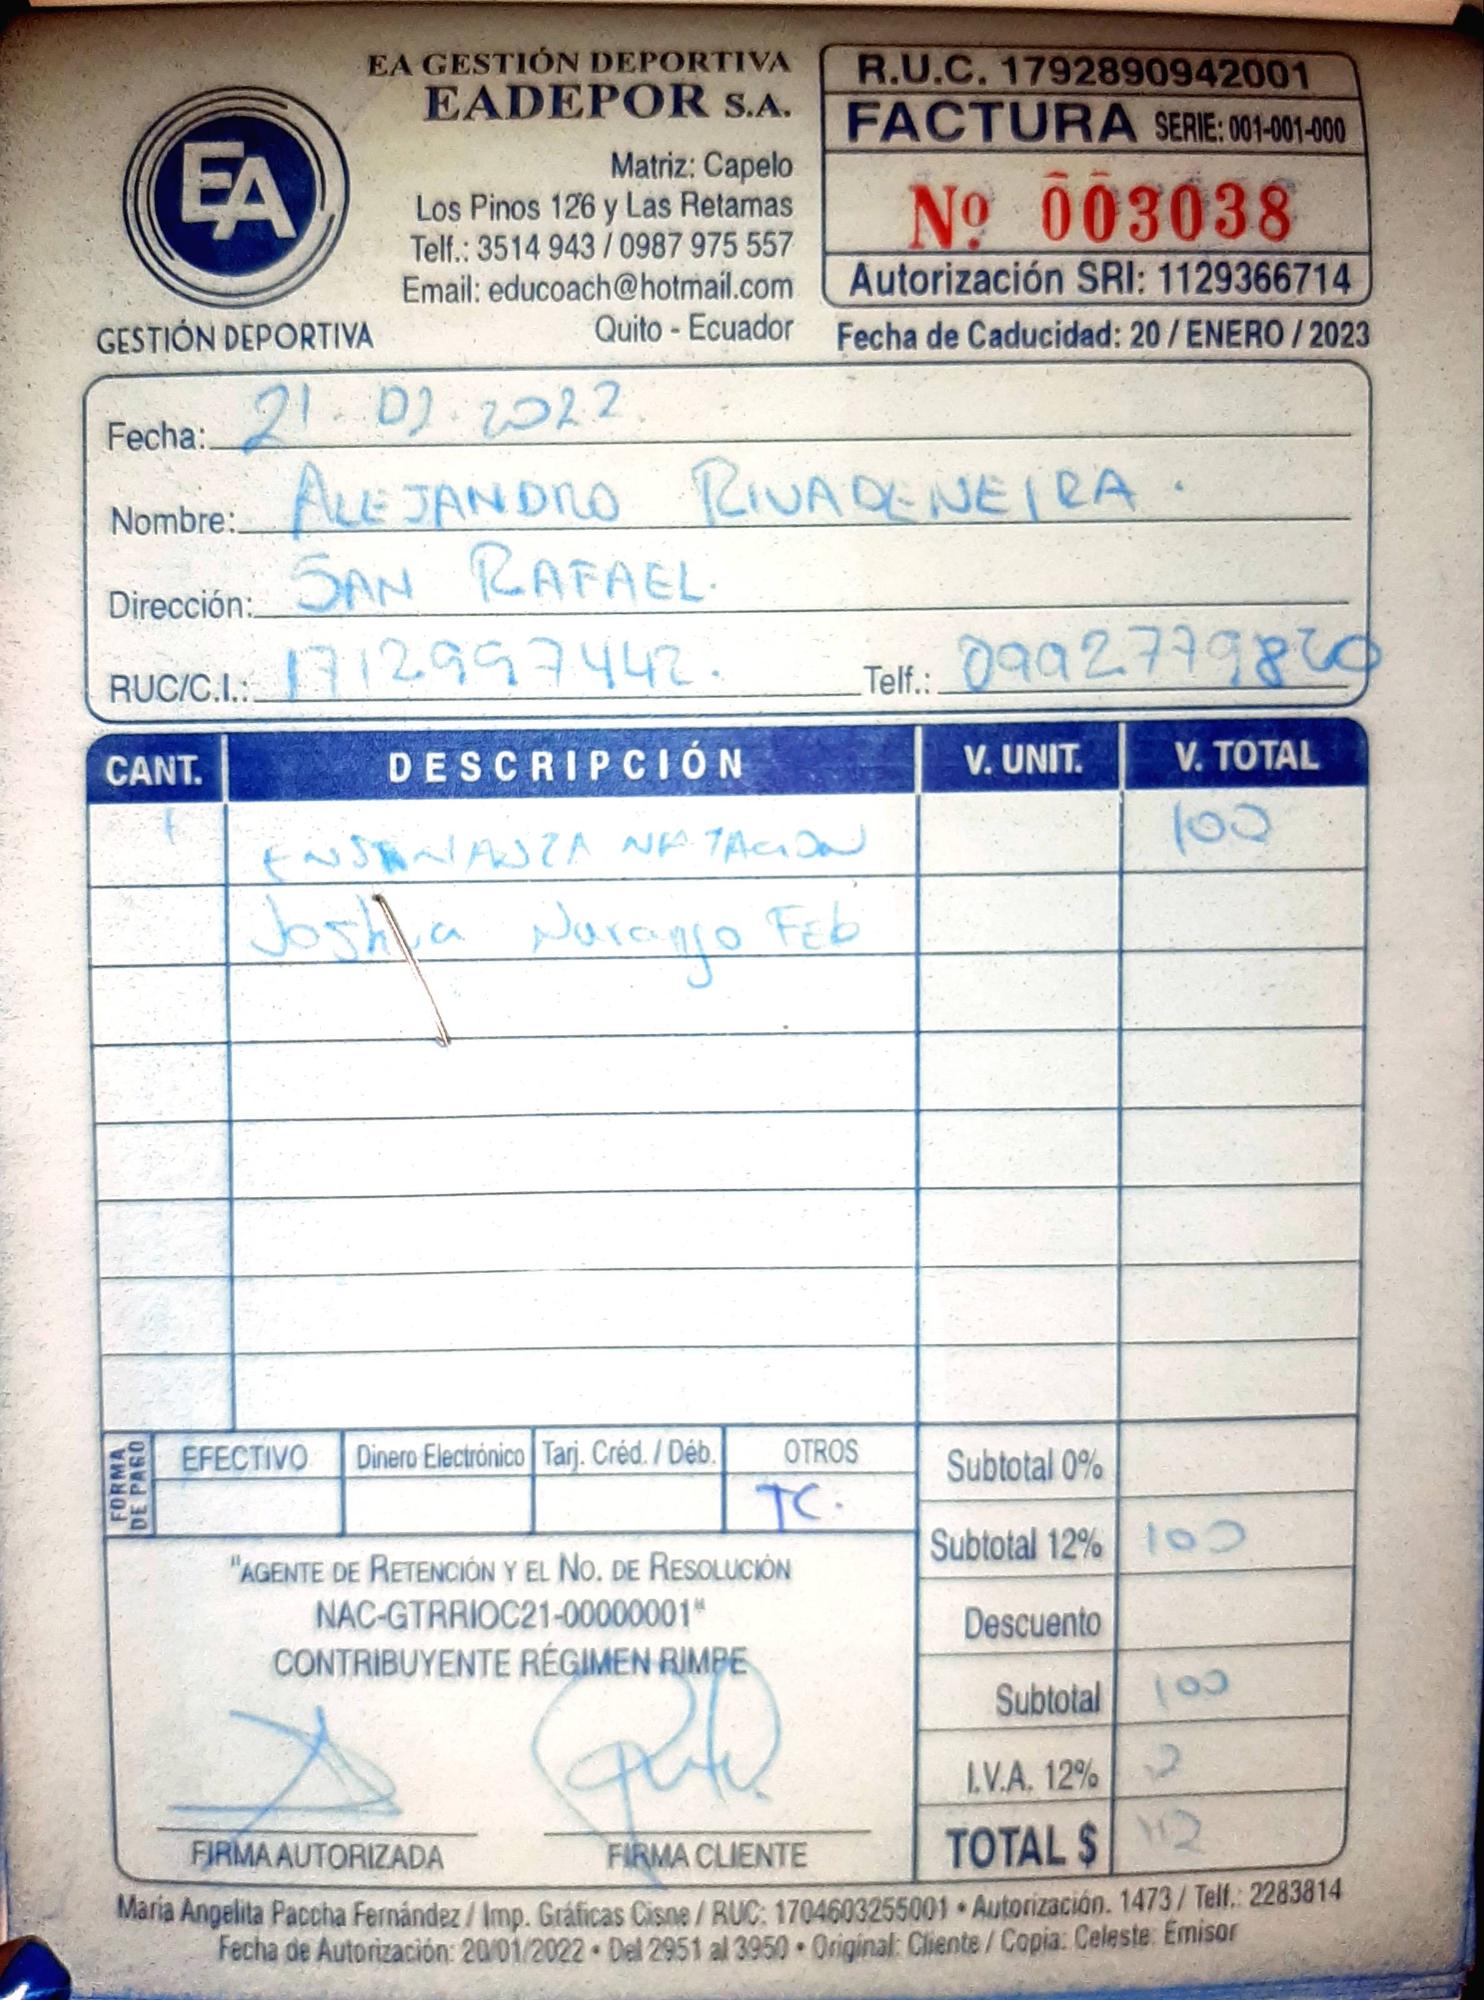 EA GESTIÓN DEPORTIVA
EADEPOR S.A.
EA
GESTIÓN DEPORTIVA
Matriz: Capelo
Los Pinos 126 y Las Retamas
Telf.: 3514 943 / 0987 975 557
Email: educoach@hotmail.com
Quito - Ecuador
R.U.C. 1792890942001
FACTURA SERIE: 001-001-000
Nº 003038
Autorización SRI: 1129366714
Fecha de Caducidad: 20 / ENERO / 2023
Fecha: 21.02.2022
Nombre: ALEJANDRO RIVADENEIRA.
Dirección: SAN RAFAEL.
RUC/C.I.: 1712997442. Telf.: 0992779820
CANT. DESCRIPCIÓN V. UNIT. V. TOTAL
1 ENSENANZA NATACION 100
Joshua Naranjo Feb
FORMA DE PAGO
EFECTIVO Dinero Electrónico Tarj. Créd. / Déb. OTROS
TC.
Subtotal 0%
Subtotal 12% 100
Descuento
Subtotal 100
I.V.A. 12% 12
TOTAL $ 112
"AGENTE DE RETENCIÓN Y EL NO. DE RESOLUCIÓN
NAC-GTRRIOC21-00000001"
CONTRIBUYENTE RÉGIMEN RIMPE
FIRMA AUTORIZADA FIRMA CLIENTE
María Angelita Paccha Fernández / Imp. Gráficas Cisne / RUC: 1704603255001 • Autorización. 1473 / Telf.: 2283814
Fecha de Autorización: 20/01/2022 • Del 2951 al 3950 • Original: Cliente / Copia: Celeste: Emisor